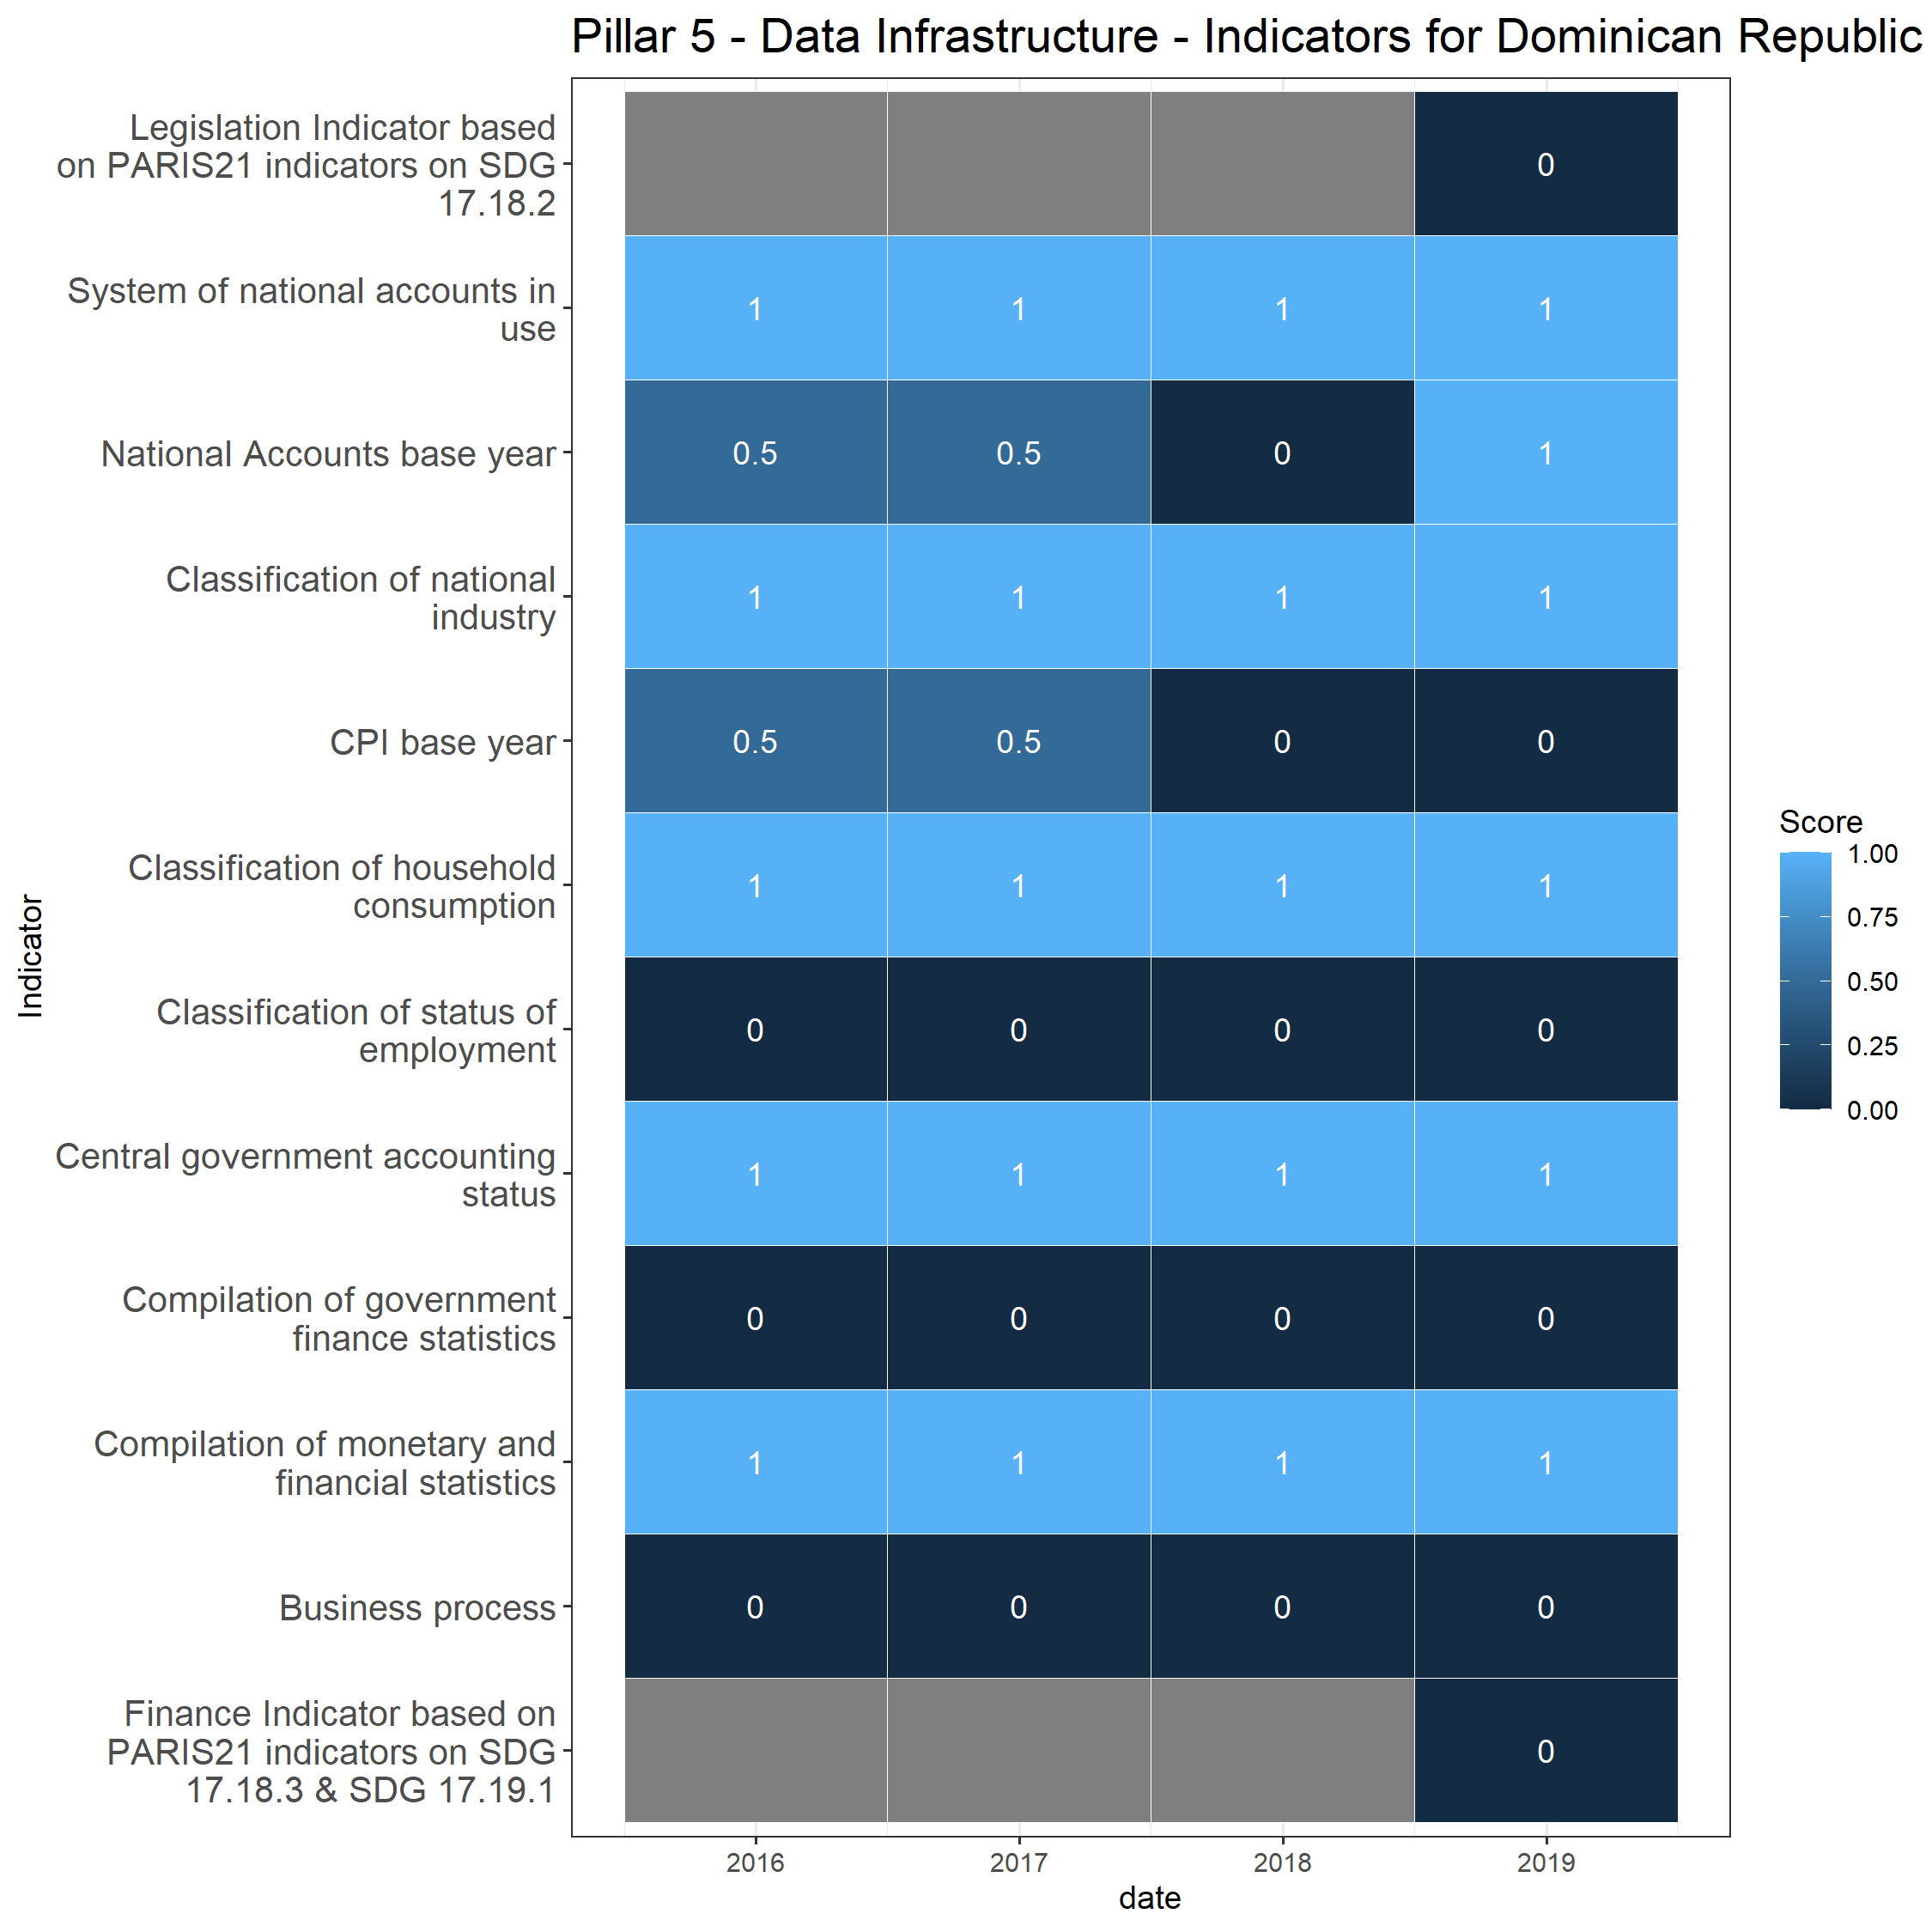 Pillar 5 - Data Infrastructure - Indicators for Dominican Republic
Legislation Indicator based
on PARIS21 indicators on SDG
17.18.2
0
System of national accounts in
use
1 1 1 1
National Accounts base year
0.5 0.5 0 1
Classification of national
industry
1 1 1 1
CPI base year
0.5 0.5 0 0
Classification of household
consumption
1 1 1 1
Classification of status of
employment
0 0 0 0
Central government accounting
status
1 1 1 1
Compilation of government
finance statistics
0 0 0 0
Compilation of monetary and
financial statistics
1 1 1 1
Business process
0 0 0 0
Finance Indicator based on
PARIS21 indicators on SDG
17.18.3 & SDG 17.19.1
0
2016 2017 2018 2019
date
Indicator
Score
1.00
0.75
0.50
0.25
0.00